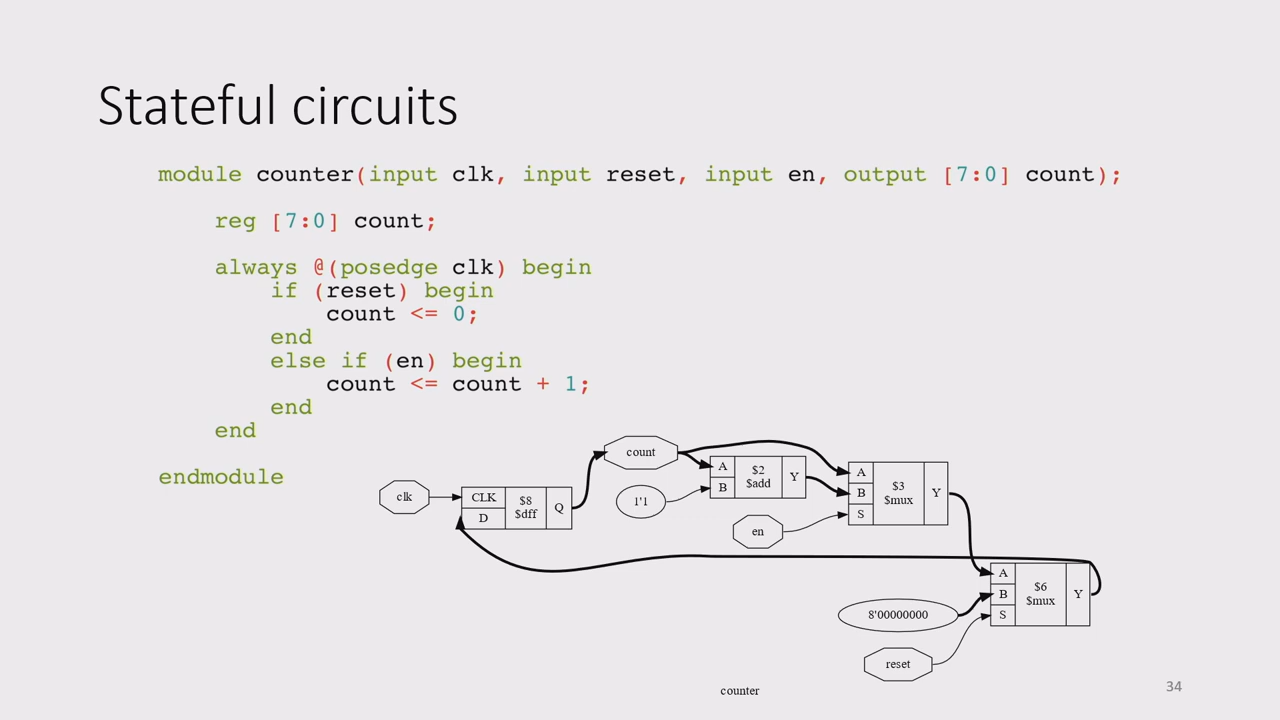 Stateful circuits
module counter(input clk, input reset, input en, output [7:0] count);
reg [7:0] count;
always @(posedge clk) begin
if (reset) begin
count <= 0;
end
else if (en) begin
count <= count + 1;
end
end
endmodule
clk
CLK
D
$8
$dff
Q
count
1'1
A
B
$2
$add
Y
en
A
B
S
$3
$mux
Y
8'00000000
reset
A
B
S
$6
$mux
Y
counter
34